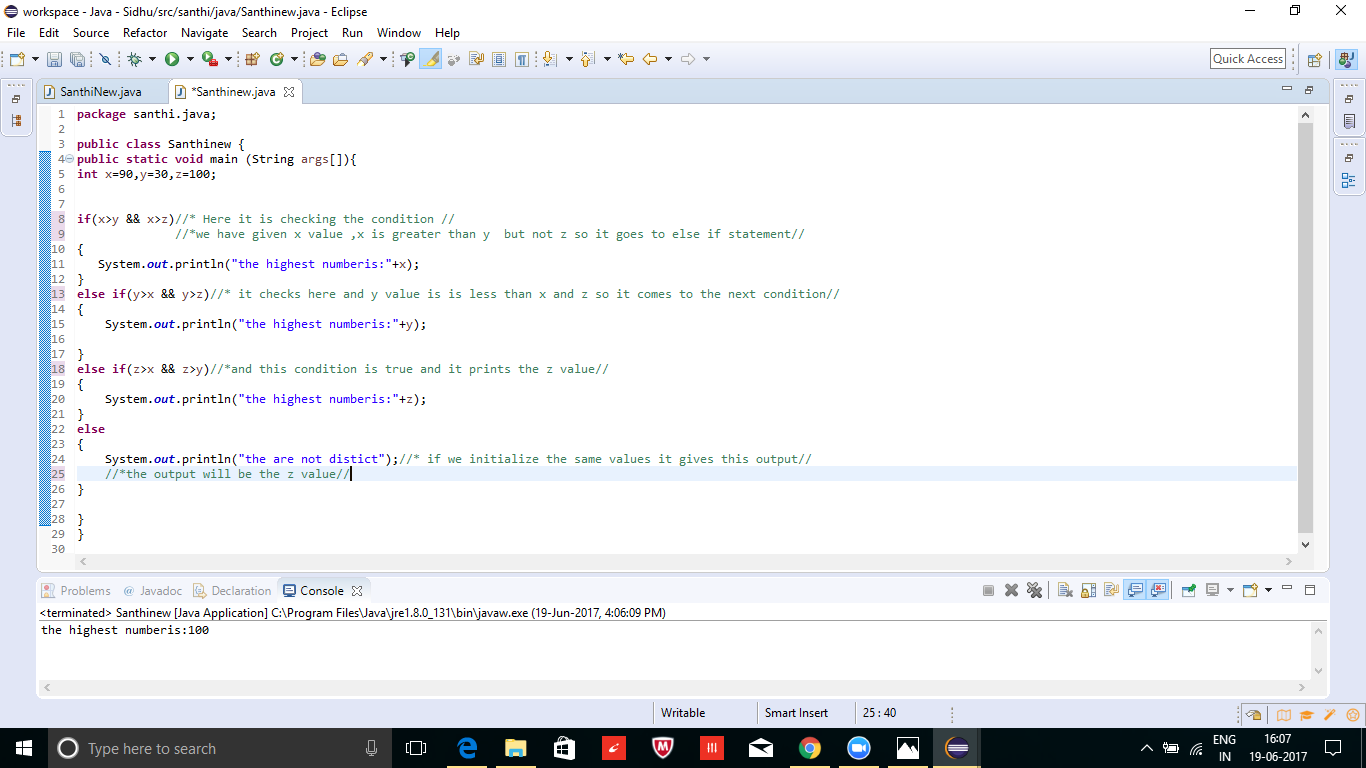 workspace - Java - Sidhu/src/santhi/java/Santhinew.java - Eclipse
File Edit Source Refactor Navigate Search Project Run Window Help
Quick Access
SanthiNew.java *Santhinew.java
1 package santhi.java;
2
3 public class Santhinew {
4 public static void main (String args[]){
5 int x=90,y=30,z=100;
6
7
8 if(x>y && x>z)//* Here it is checking the condition //
9 //*we have given x value ,x is greater than y  but not z so it goes to else if statement//
10 {
11 System.out.println("the highest numberis:"+x);
12 }
13 else if(y>x && y>z)//* it checks here and y value is is less than x and z so it comes to the next condition//
14 {
15 System.out.println("the highest numberis:"+y);
16
17 }
18 else if(z>x && z>y)//*and this condition is true and it prints the z value//
19 {
20 System.out.println("the highest numberis:"+z);
21 }
22 else
23 {
24 System.out.println("the are not distict");//* if we initialize the same values it gives this output//
25 //*the output will be the z value//
26 }
27
28 }
29 }
30
Problems @ Javadoc Declaration Console
<terminated> Santhinew [Java Application] C:\Program Files\Java\jre1.8.0_131\bin\javaw.exe (19-Jun-2017, 4:06:09 PM)
the highest numberis:100
Writable Smart Insert 25 : 40
Type here to search
ENG
IN
16:07
19-06-2017